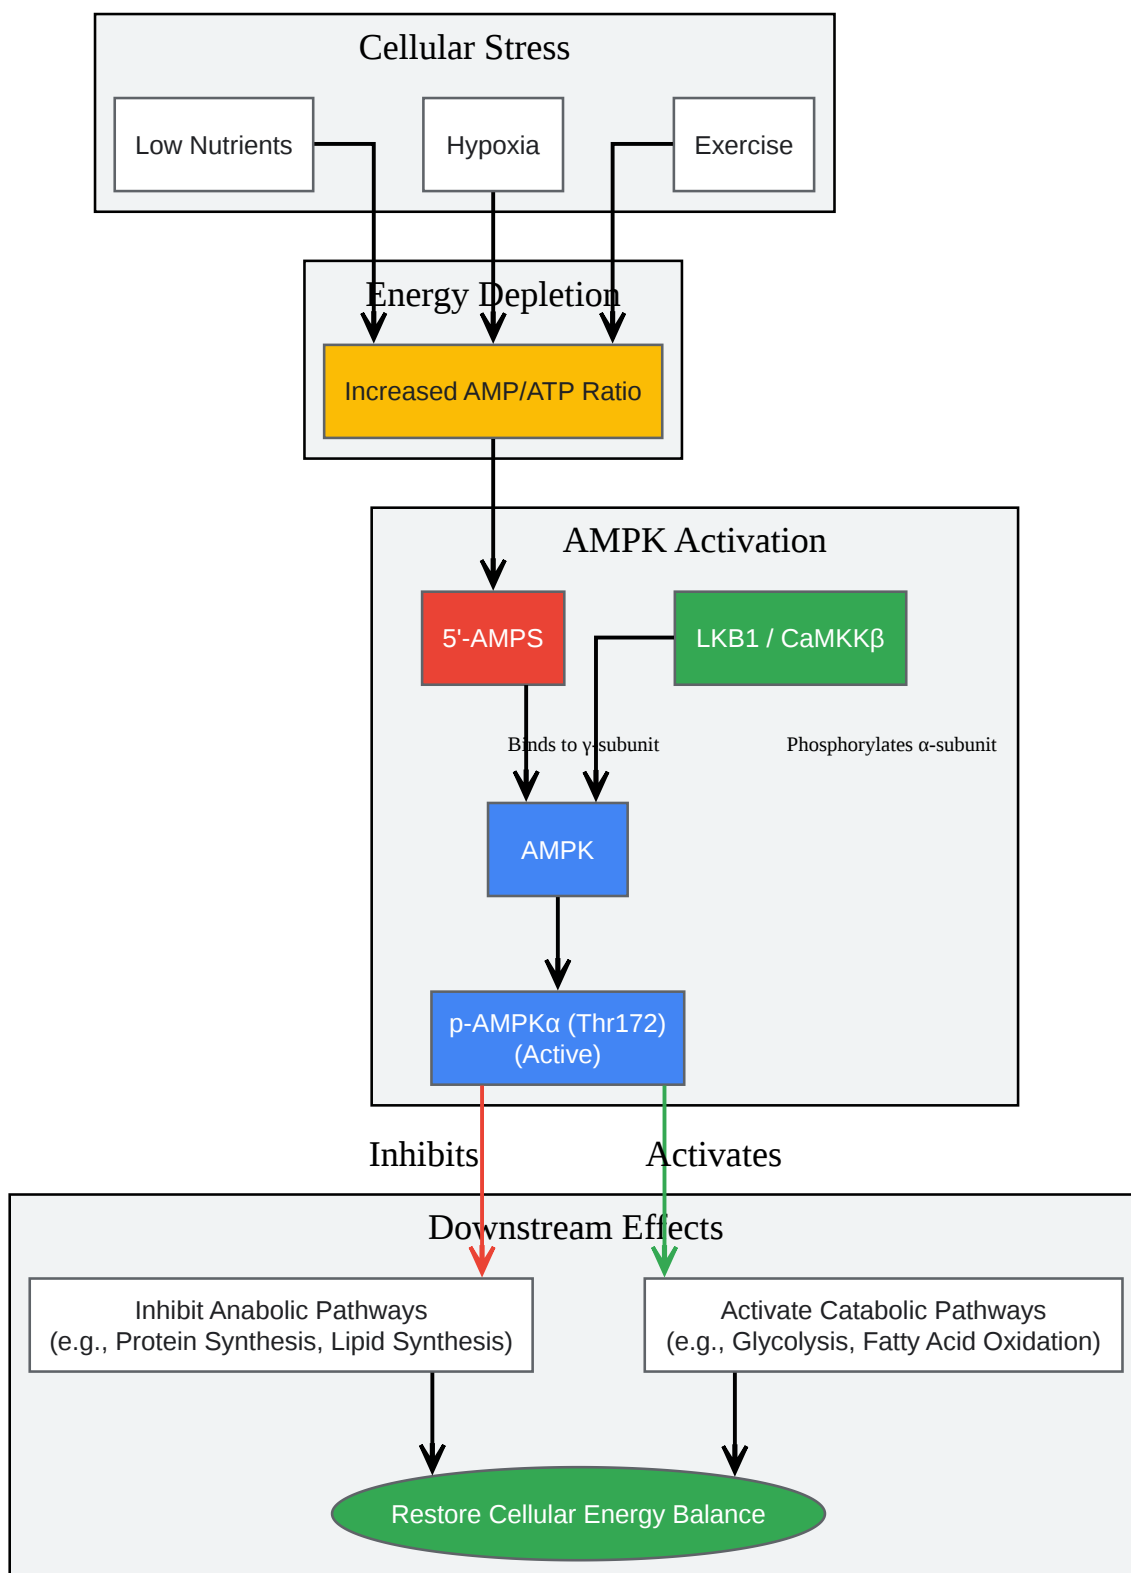 Cellular Stress
Low Nutrients
Hypoxia
Exercise
Energy Depletion
Increased AMP/ATP Ratio
AMPK Activation
5'-AMPS
LKB1 / CaMKKβ
Binds to γ-subunit
Phosphorylates α-subunit
AMPK
p-AMPKα (Thr172)
(Active)
Inhibits
Activates
Downstream Effects
Inhibit Anabolic Pathways
(e.g., Protein Synthesis, Lipid Synthesis)
Activate Catabolic Pathways
(e.g., Glycolysis, Fatty Acid Oxidation)
Restore Cellular Energy Balance